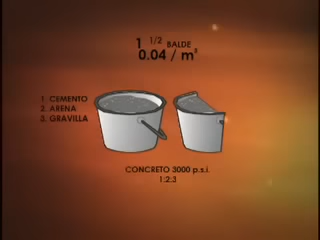 1 1/2 BALDE
0.04 / m³
1. CEMENTO
2. ARENA
3. GRAVILLA
CONCRETO 3000 p.s.i.
1:2:3